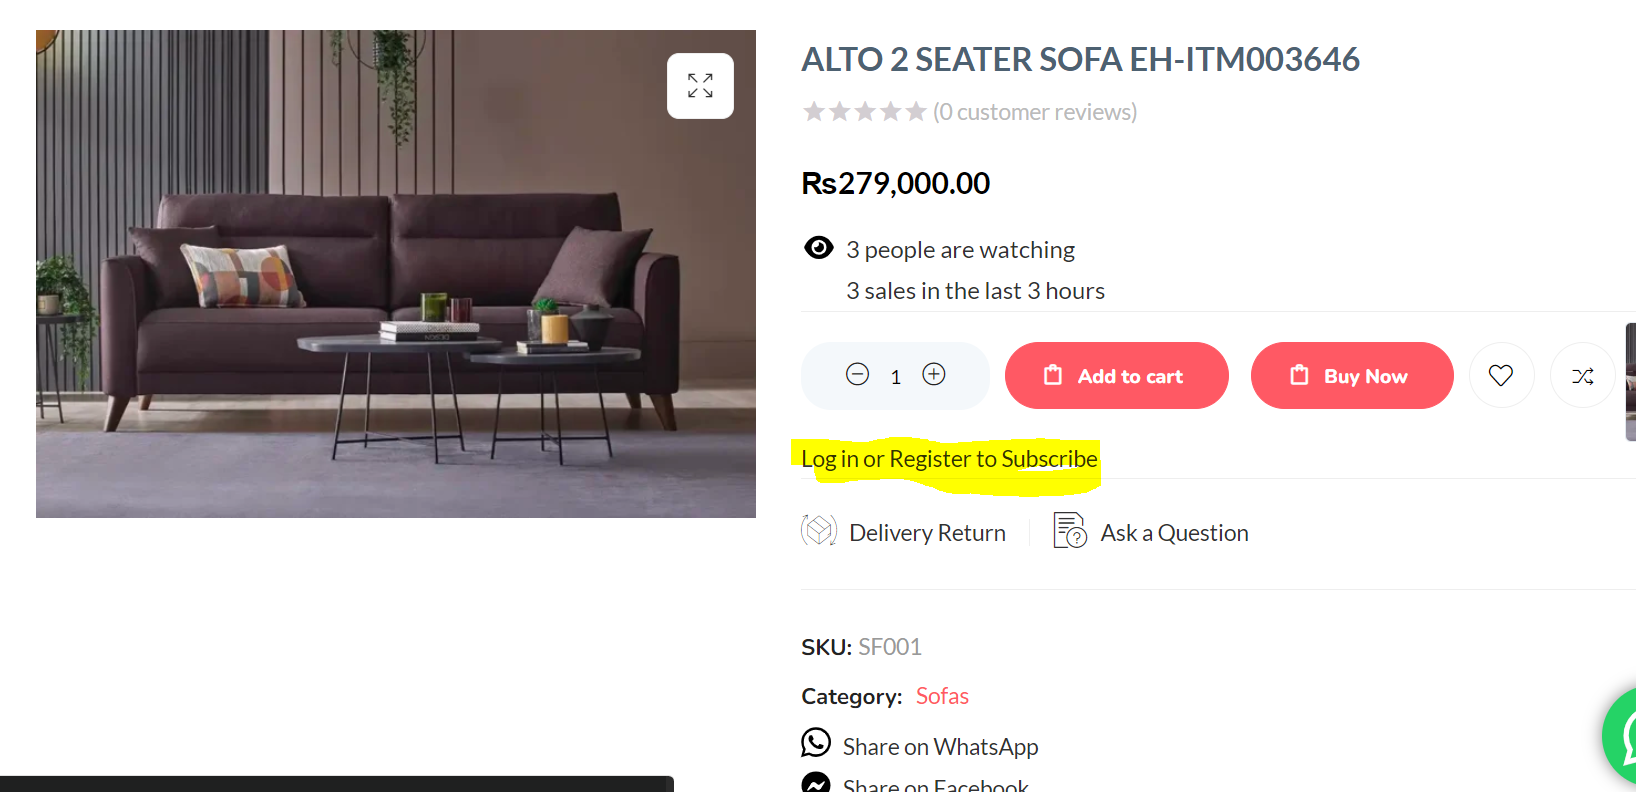 ALTO 2 SEATER SOFA EH-ITM003646
(0 customer reviews)
₨279,000.00
3 people are watching
3 sales in the last 3 hours
1
Add to cart
Buy Now
Log in or Register to Subscribe
Delivery Return
Ask a Question
SKU: SF001
Category: Sofas
Share on WhatsApp
Share on Facebook